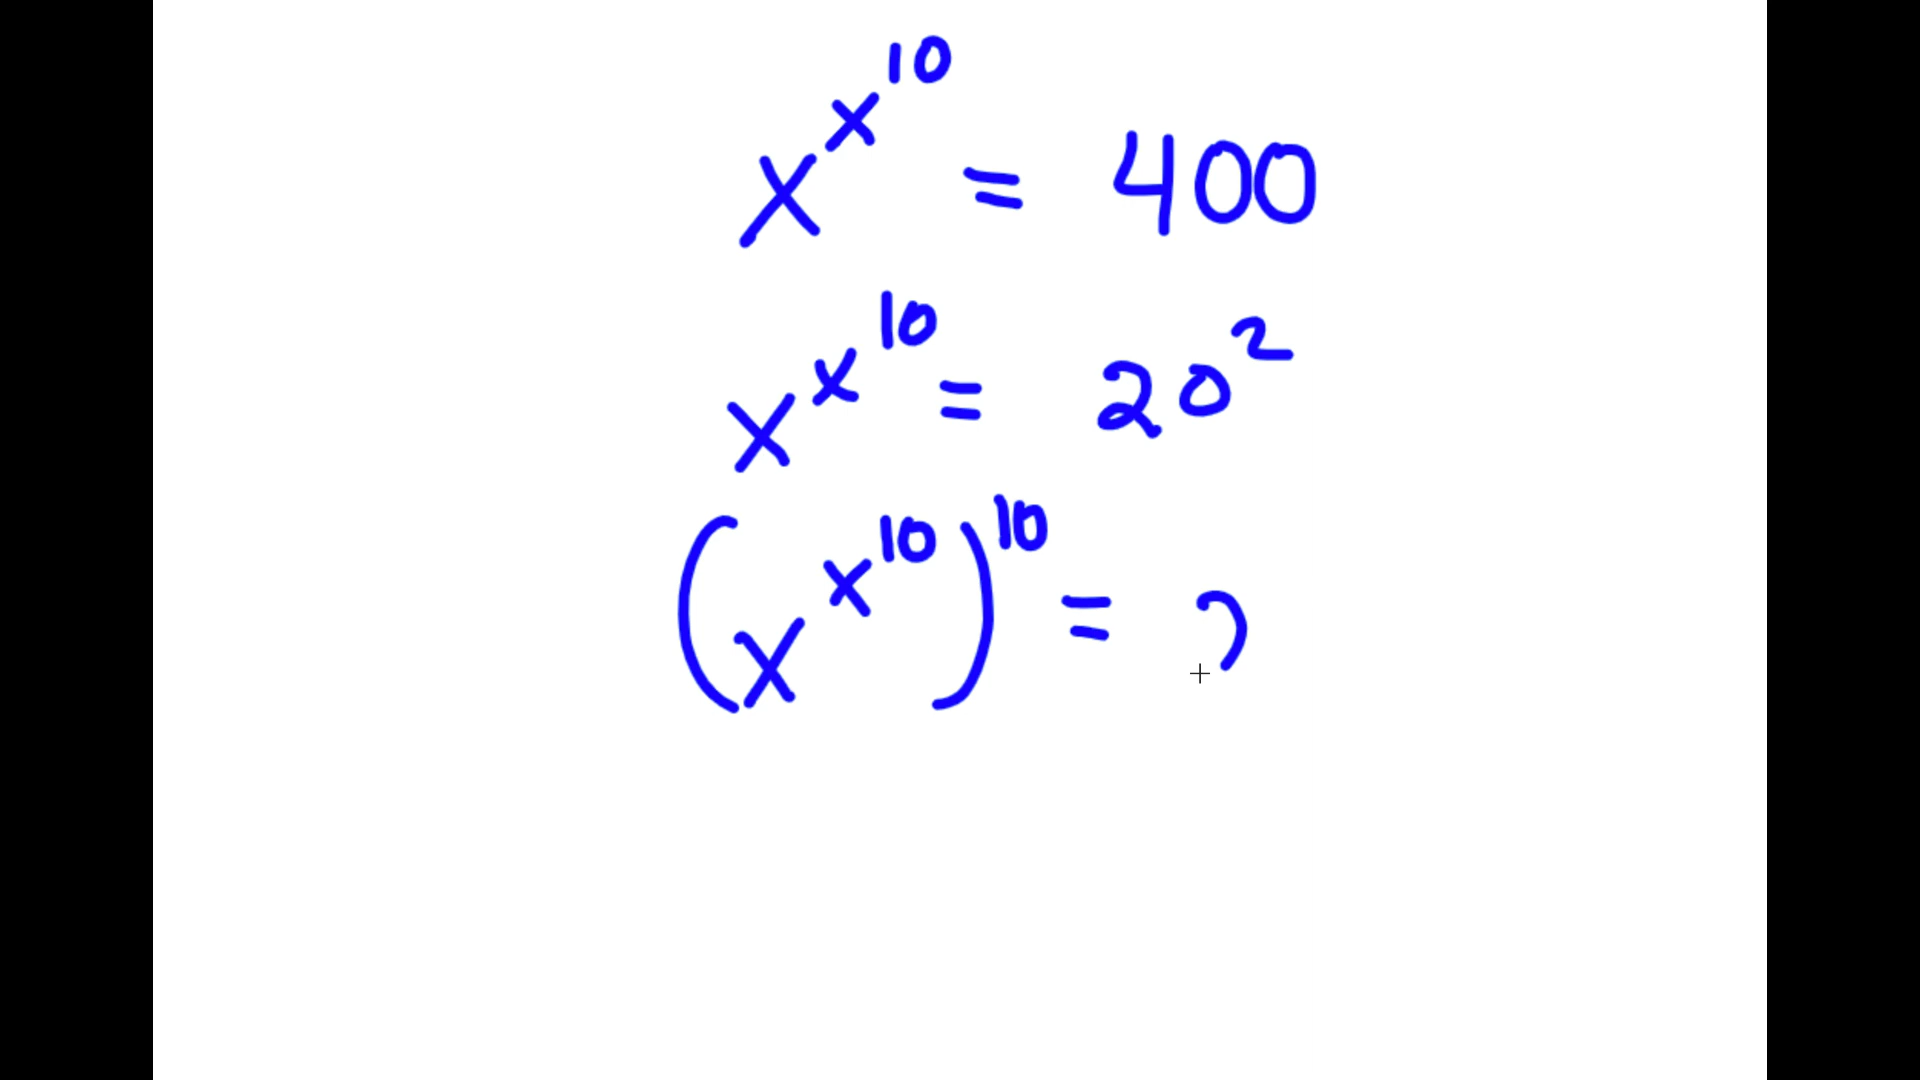 x^{x^{10}} = 400
x^{x^{10}} = 20^2
(x^{x^{10}})^{10} =